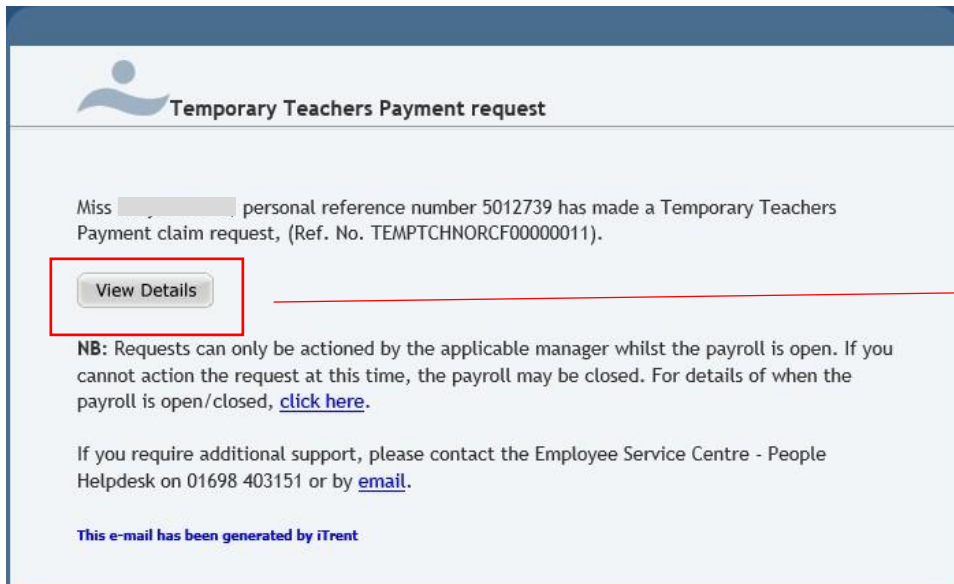 Temporary Teachers Payment request
Miss personal reference number 5012739 has made a Temporary Teachers
Payment claim request, (Ref. No. TEMPTCHNORCF00000011).
View Details
NB: Requests can only be actioned by the applicable manager whilst the payroll is open. If you
cannot action the request at this time, the payroll may be closed. For details of when the
payroll is open/closed, click here.
If you require additional support, please contact the Employee Service Centre - People
Helpdesk on 01698 403151 or by email.
This e-mail has been generated by iTrent